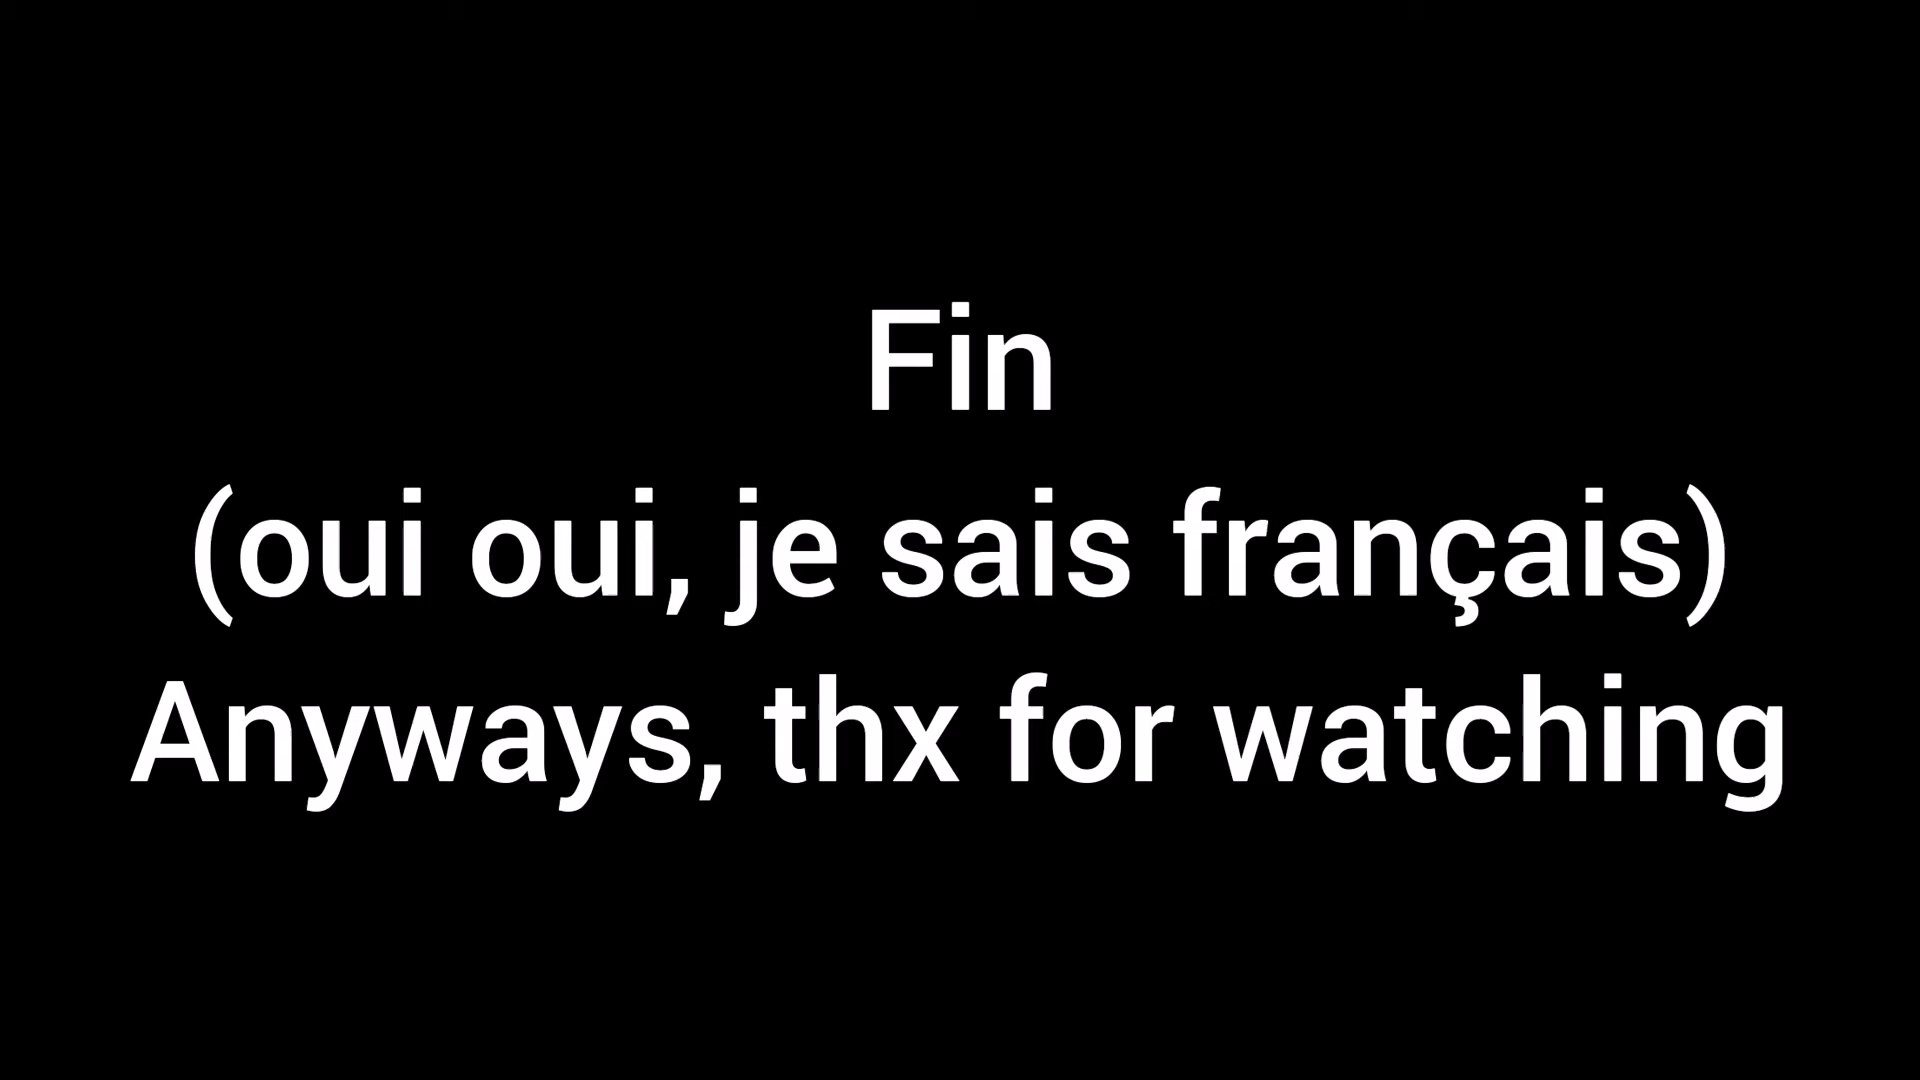 Fin
(oui oui, je sais français)
Anyways, thx for watching